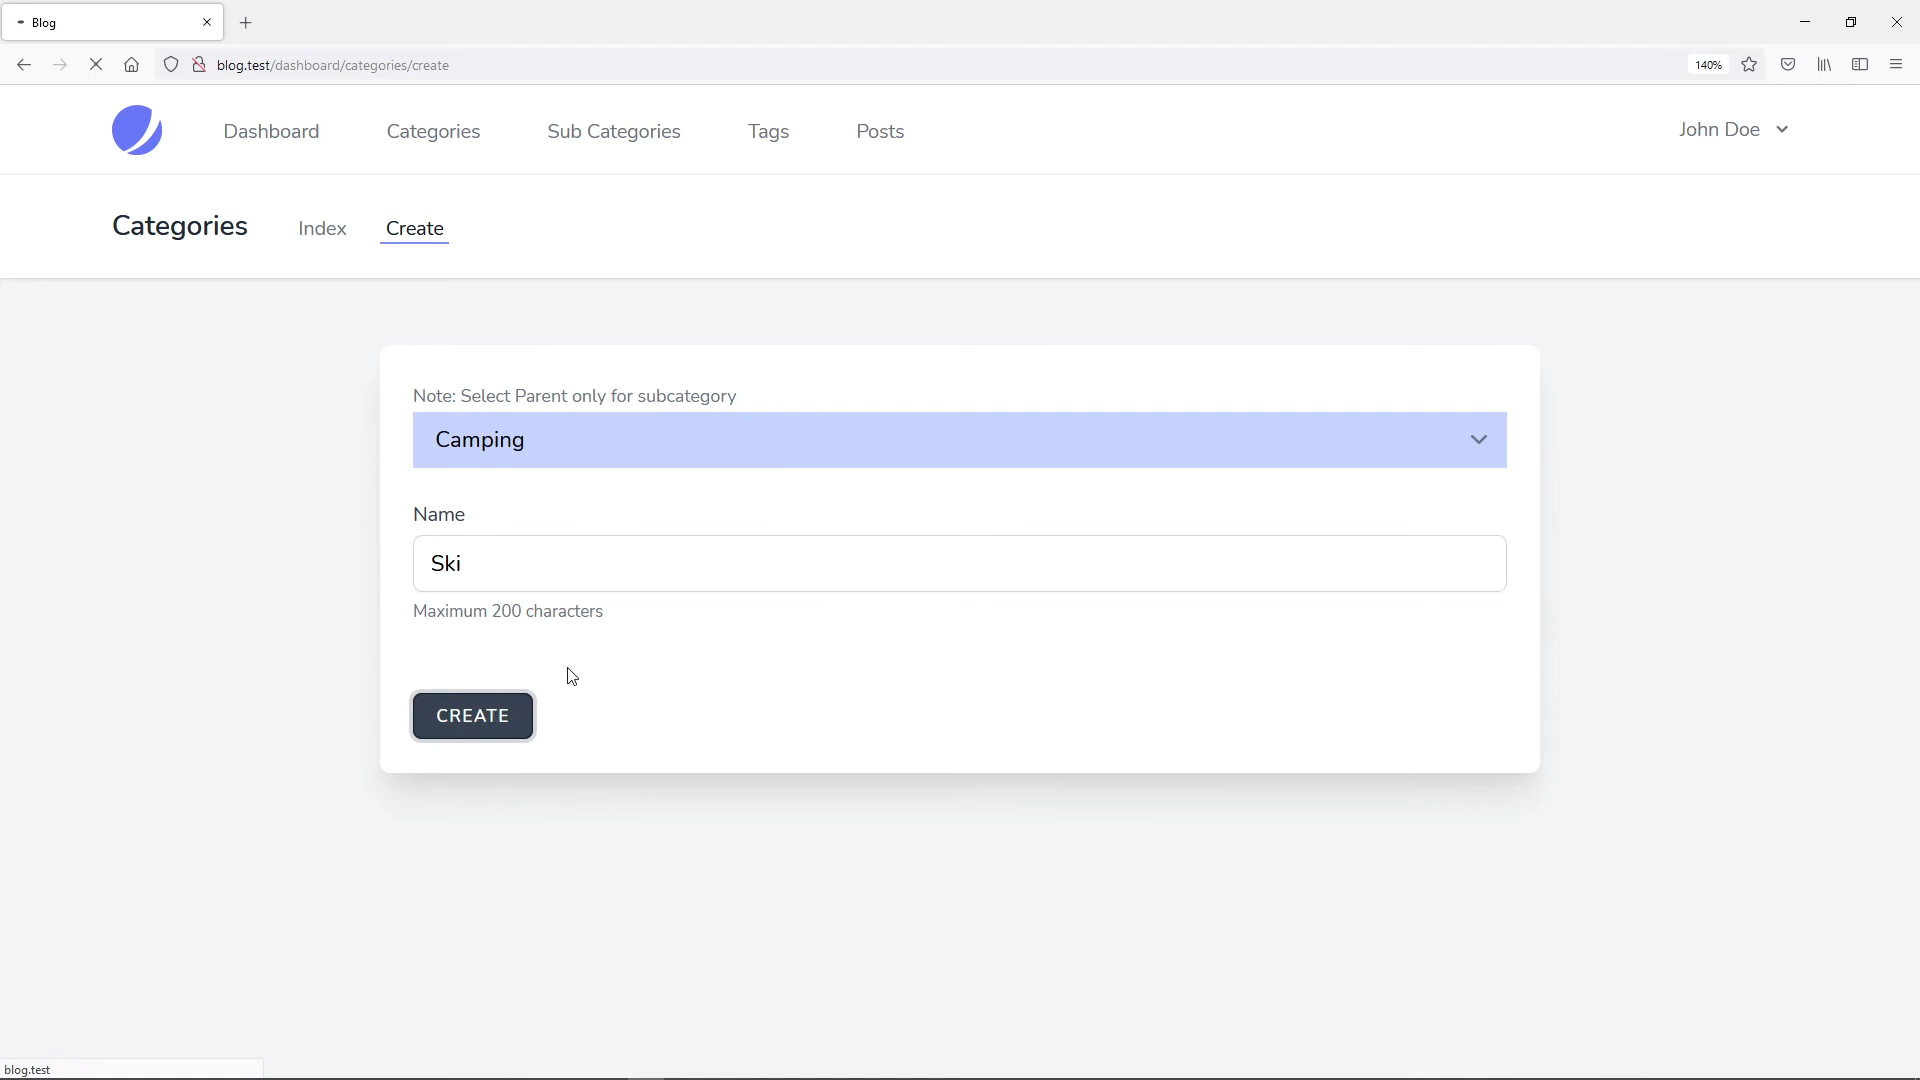 Blog
blog.test/dashboard/categories/create
140%
Dashboard
Categories
Sub Categories
Tags
Posts
John Doe
Categories
Index
Create
Note: Select Parent only for subcategory
Camping
Name
Ski
Maximum 200 characters
CREATE
blog.test